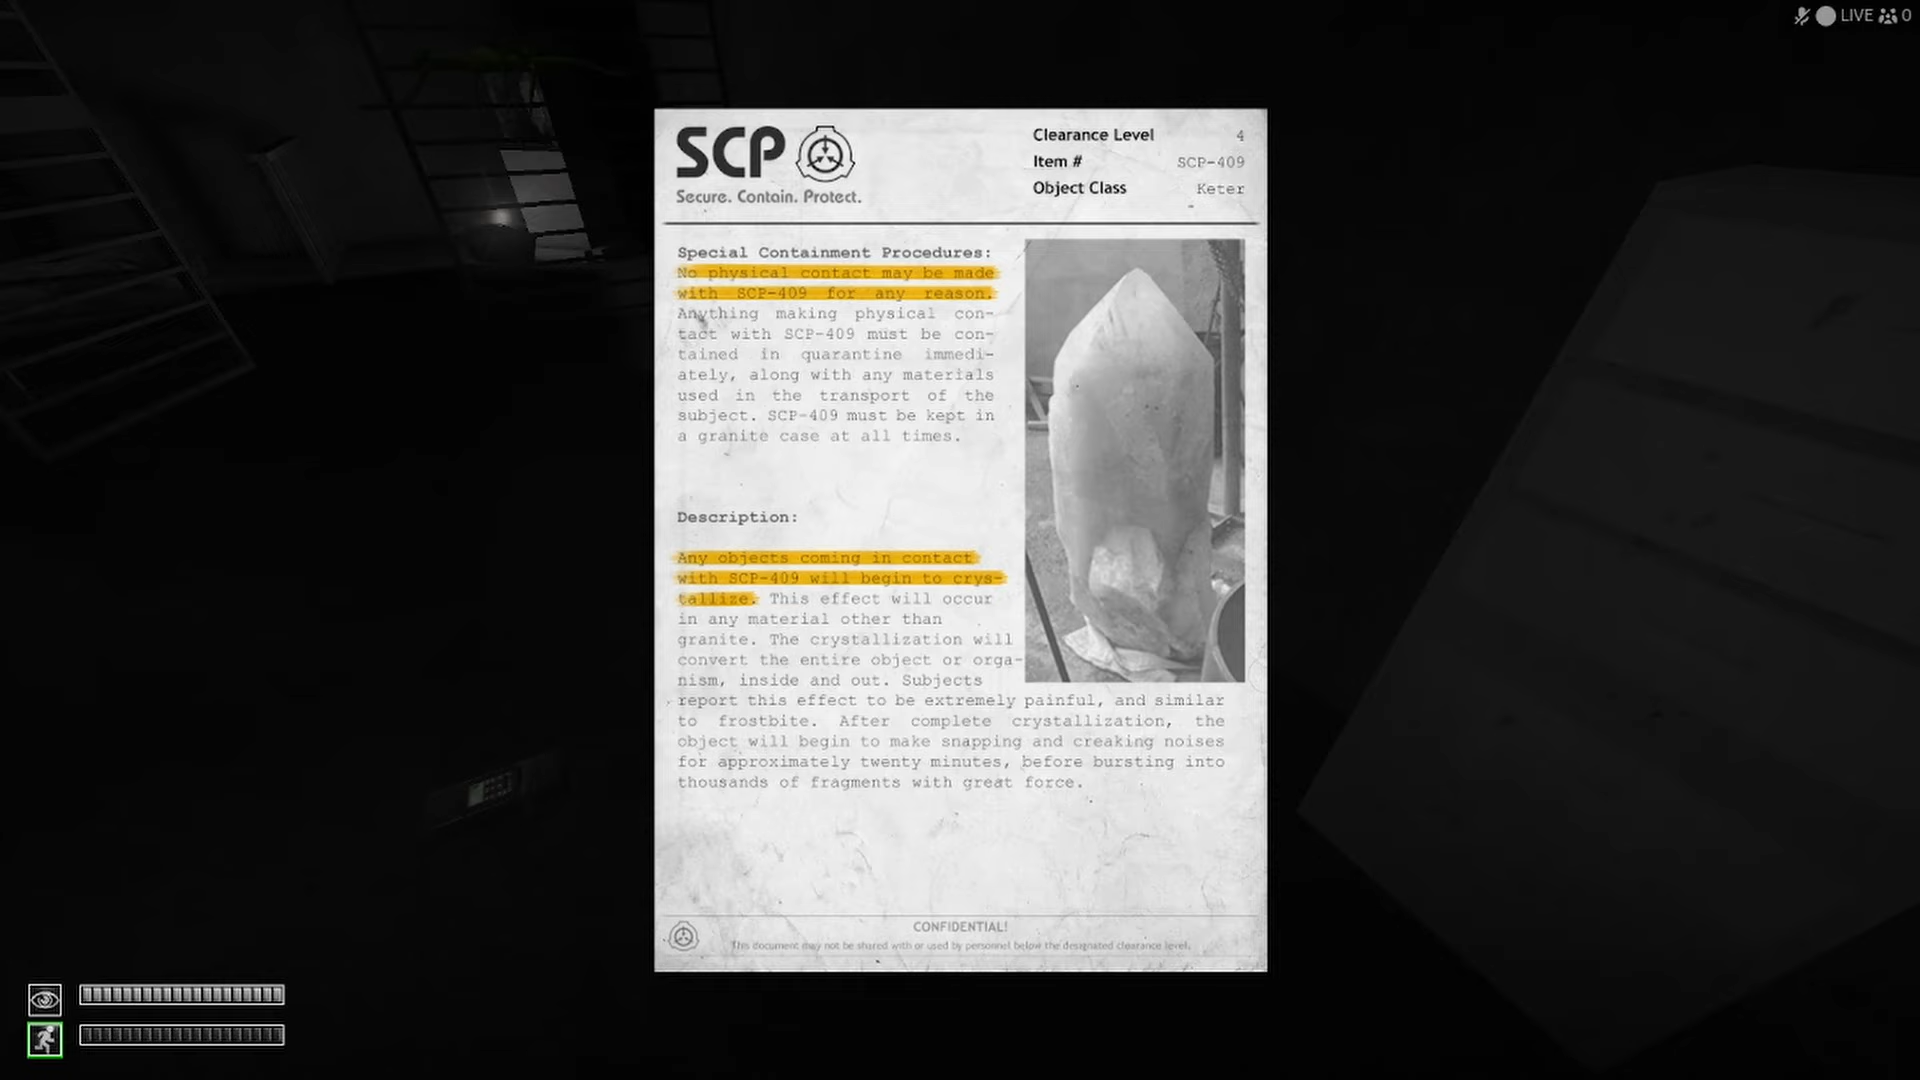 LIVE 0
SCP
Secure. Contain. Protect.
Clearance Level 4
Item # SCP-409
Object Class Keter
Special Containment Procedures:
No physical contact may be made
with SCP-409 for any reason.
Anything making physical con-
tact with SCP-409 must be con-
tained in quarantine immedi-
ately, along with any materials
used in the transport of the
subject. SCP-409 must be kept in
a granite case at all times.
Description:
Any objects coming in contact
with SCP-409 will begin to crys-
tallize. This effect will occur
in any material other than
granite. The crystallization will
convert the entire object or orga-
nism, inside and out. Subjects
report this effect to be extremely painful, and similar
to frostbite. After complete crystallization, the
object will begin to make snapping and creaking noises
for approximately twenty minutes, before bursting into
thousands of fragments with great force.
CONFIDENTIAL!
This document may not be shared with or used by personnel below the designated clearance level.